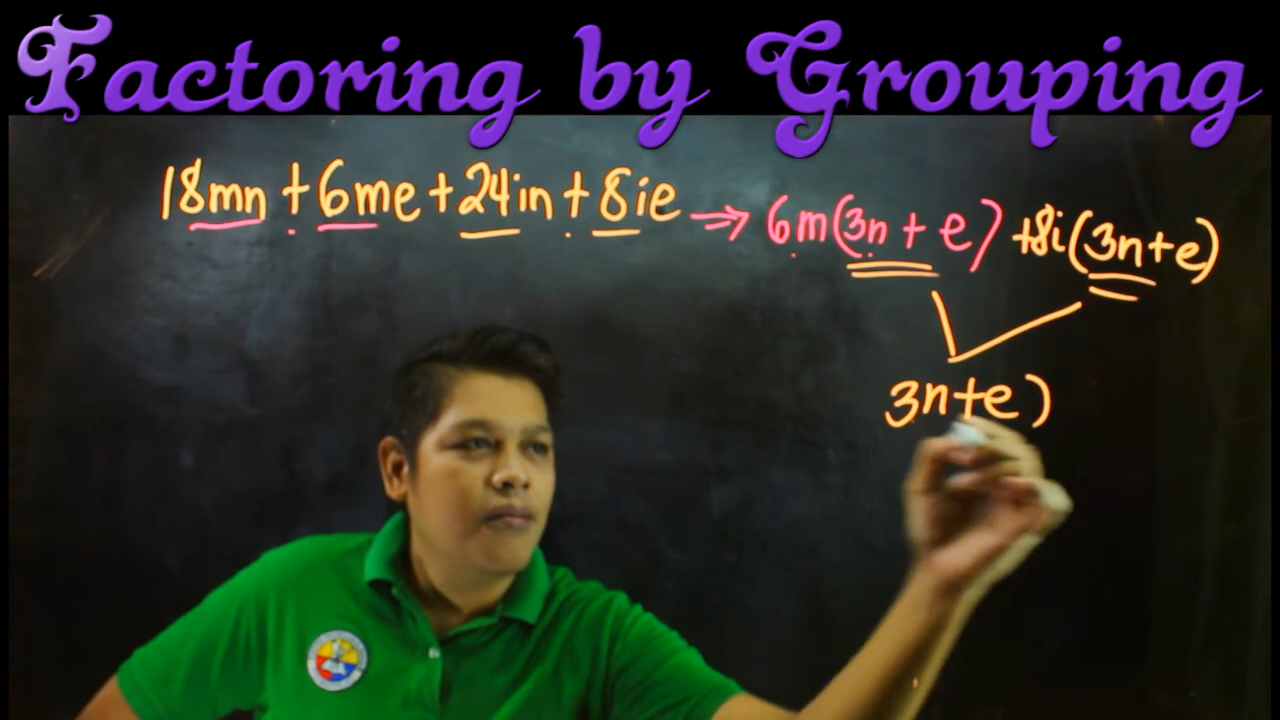 Factoring by Grouping
18mn + 6me + 24in + 8ie ⇒ 6m(3n + e) +8i(3n+e)
3n+e)